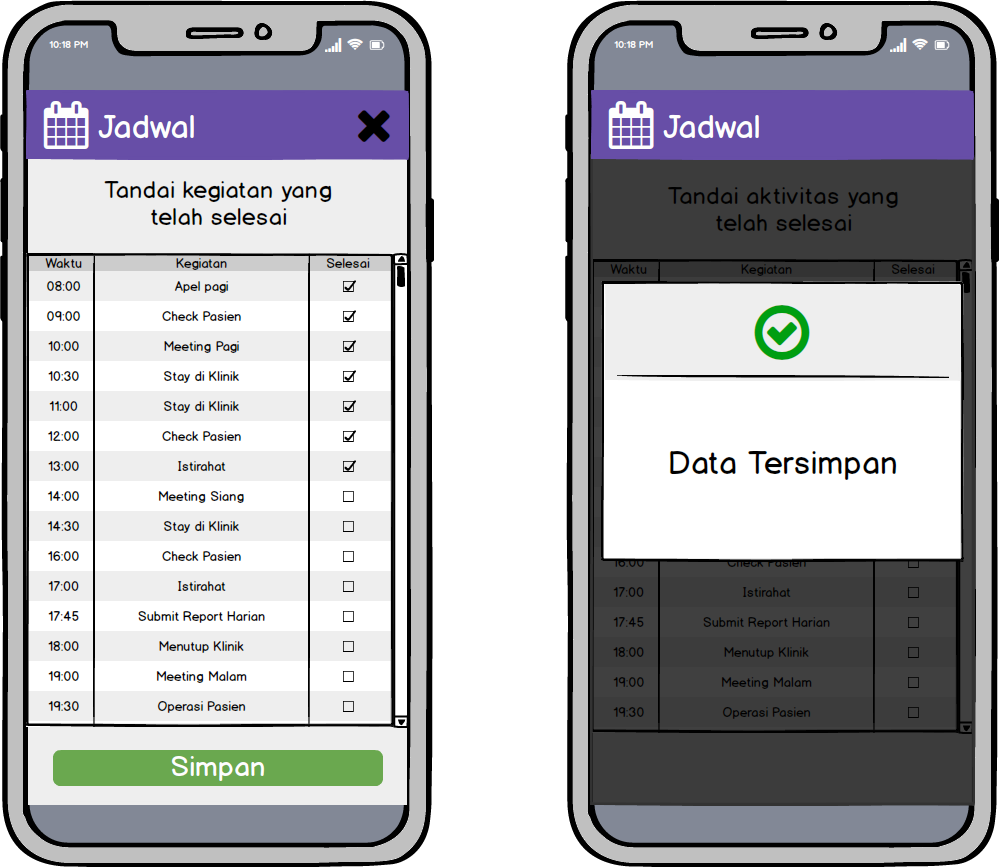 10:18 PM
Jadwal
Tandai kegiatan yang
telah selesai
Waktu Kegiatan Selesai
08:00 Apel pagi
09:00 Check Pasien
10:00 Meeting Pagi
10:30 Stay di Klinik
11:00 Stay di Klinik
12:00 Check Pasien
13:00 Istirahat
14:00 Meeting Siang
14:30 Stay di Klinik
16:00 Check Pasien
17:00 Istirahat
17:45 Submit Report Harian
18:00 Menutup Klinik
19:00 Meeting Malam
19:30 Operasi Pasien
Simpan
10:18 PM
Jadwal
Tandai aktivitas yang
telah selesai
Waktu Kegiatan Selesai
Data Tersimpan
16:00 Check Pasien
17:00 Istirahat
17:45 Submit Report Harian
18:00 Menutup Klinik
19:00 Meeting Malam
19:30 Operasi Pasien